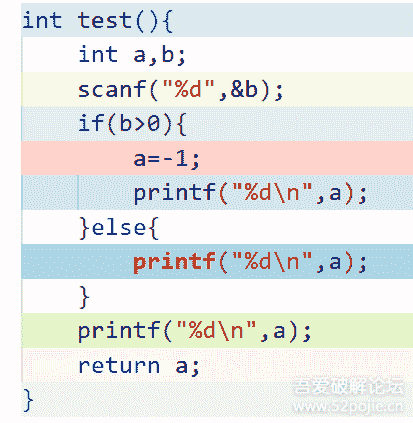 int test(){
    int a,b;
    scanf("%d",&b);
    if(b>0){
        a=-1;
        printf("%d\n",a);
    }else{
        printf("%d\n",a);
    }
    printf("%d\n",a);
    return a;
}
吾爱破解论坛
www.52pojie.cn